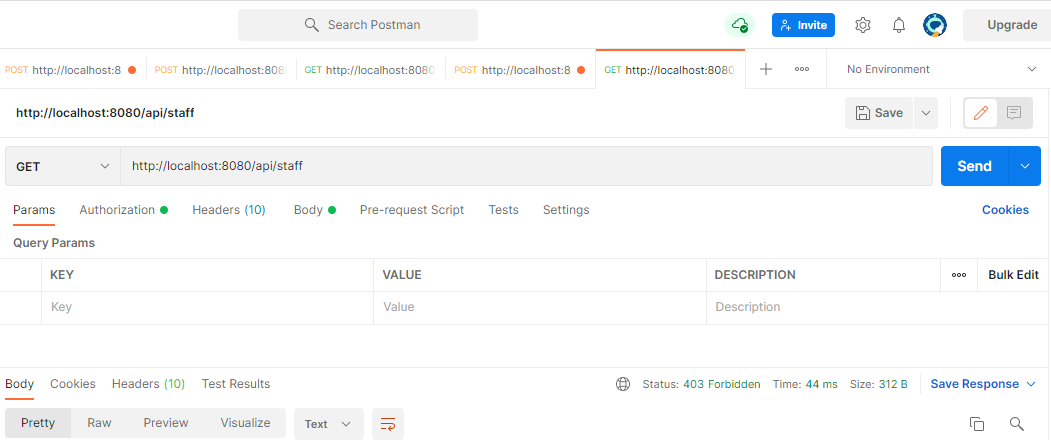 Search Postman Invite Upgrade
POST http://localhost:8 POST http://localhost:808 GET http://localhost:8080 POST http://localhost:8 GET http://localhost:8080 No Environment
http://localhost:8080/api/staff Save
GET http://localhost:8080/api/staff Send
Params Authorization Headers (10) Body Pre-request Script Tests Settings Cookies
Query Params
KEY VALUE DESCRIPTION Bulk Edit
Key Value Description
Body Cookies Headers (10) Test Results Status: 403 Forbidden Time: 44 ms Size: 312 B Save Response
Pretty Raw Preview Visualize Text